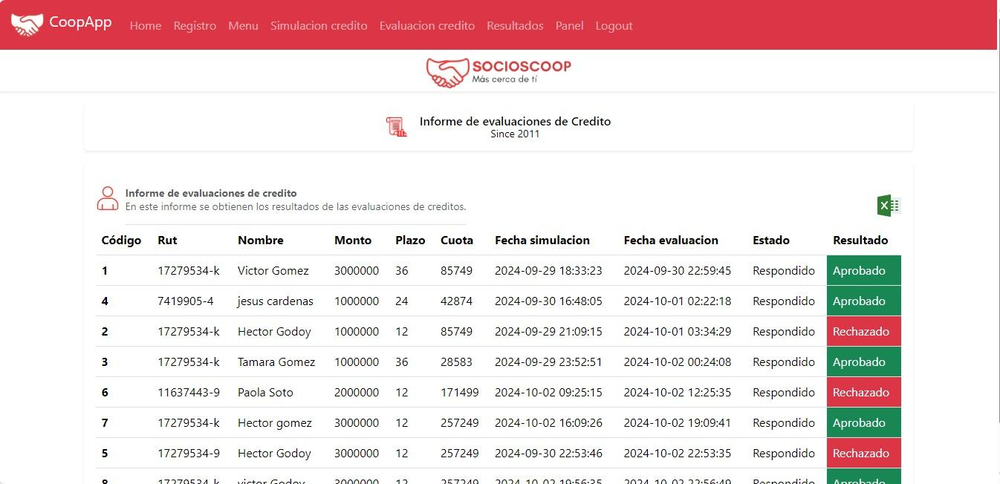 CoopApp Home Registro Menu Simulacion credito Evaluacion credito Resultados Panel Logout
SOCIOSCOOP
Más cerca de tí
Informe de evaluaciones de Credito
Since 2011
Informe de evaluaciones de credito
En este informe se obtienen los resultados de las evaluaciones de creditos.
X
Código Rut Nombre Monto Plazo Cuota Fecha simulacion Fecha evaluacion Estado Resultado
1 17279534-k Victor Gomez 3000000 36 85749 2024-09-29 18:33:23 2024-09-30 22:59:45 Respondido Aprobado
4 7419905-4 jesus cardenas 1000000 24 42874 2024-09-30 16:48:05 2024-10-01 02:22:18 Respondido Aprobado
2 17279534-k Hector Godoy 1000000 12 85749 2024-09-29 21:09:15 2024-10-01 03:34:29 Respondido Rechazado
3 17279534-k Tamara Gomez 1000000 36 28583 2024-09-29 23:52:51 2024-10-02 00:24:08 Respondido Aprobado
6 11637443-9 Paola Soto 2000000 12 171499 2024-10-02 09:25:15 2024-10-02 12:25:35 Respondido Rechazado
7 17279534-k Hector gomez 3000000 12 257249 2024-10-02 16:09:26 2024-10-02 19:09:41 Respondido Aprobado
5 17279534-9 Hector Godoy 3000000 12 257249 2024-09-30 22:53:46 2024-10-02 22:53:35 Respondido Rechazado
8 17279534-k victor Godoy 3000000 12 257249 2024-10-02 19:56:35 2024-10-02 22:56:49 Respondido Aprobado